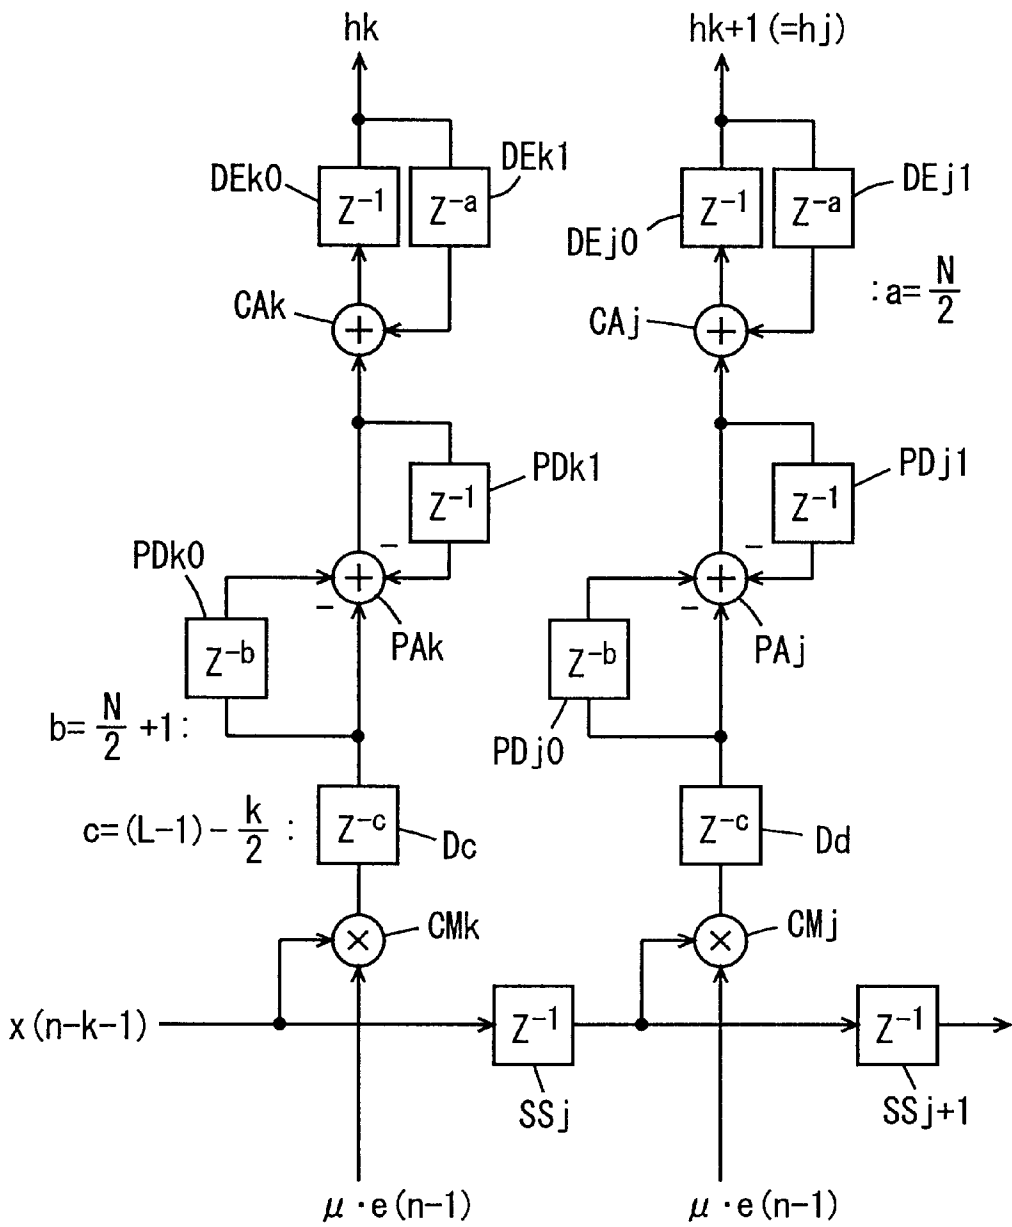 hk
hk+1 (=hj)
DEk0
Z⁻¹
Z⁻ᵃ
DEk1
DEj0
Z⁻¹
Z⁻ᵃ
DEj1
:a= N/2
CAk
+
CAj
+
PDk1
Z⁻¹
PDj1
Z⁻¹
PDk0
−
−
+
PAk
−
−
+
PAj
Z⁻ᵇ
Z⁻ᵇ
b= N/2 +1:
PDj0
c=(L-1)- k/2 :
Z⁻ᶜ
Dc
Z⁻ᶜ
Dd
×
CMk
×
CMj
x(n-k-1)
Z⁻¹
SSj
Z⁻¹
SSj+1
μ·e(n-1)
μ·e(n-1)